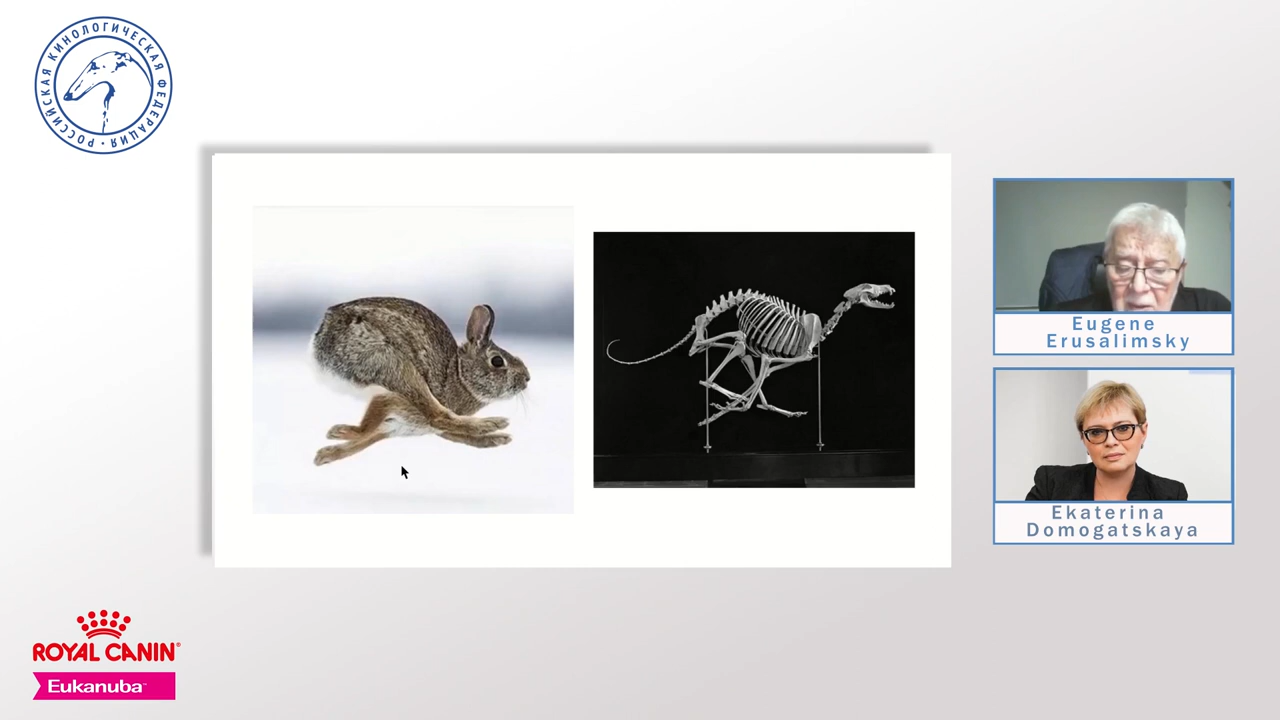 РОССИЙСКАЯ КИНОЛОГИЧЕСКАЯ ФЕДЕРАЦИЯ
Eugene
Erusalimsky
Ekaterina
Domogatskaya
ROYAL CANIN
Eukanuba